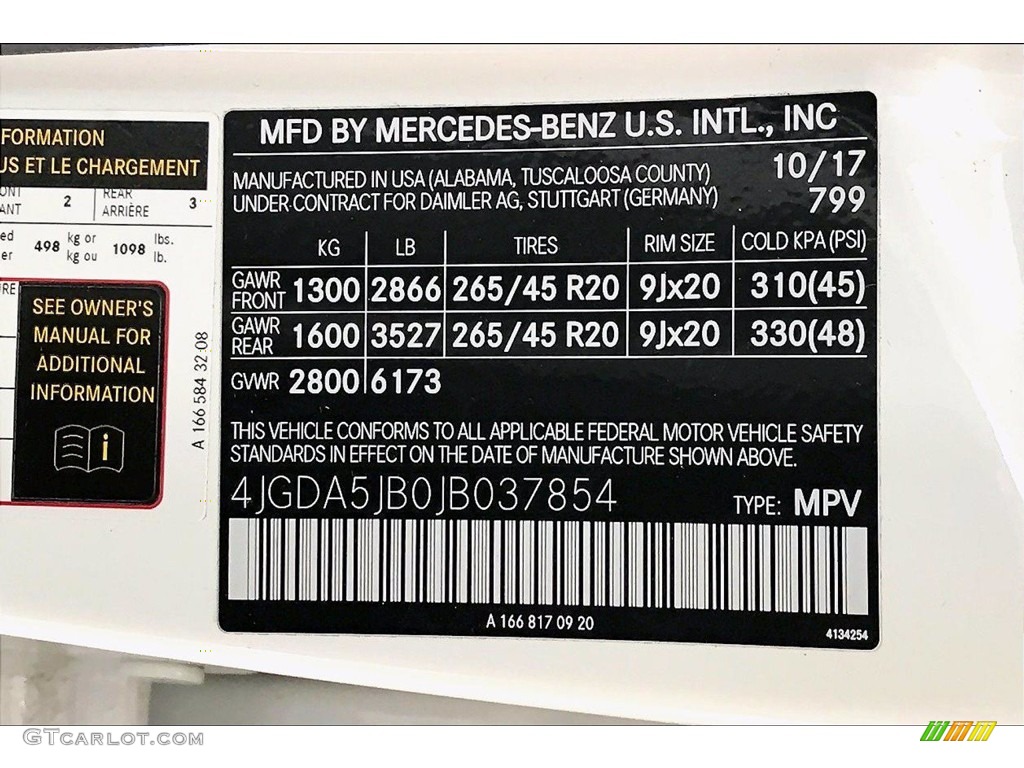 FORMATION
US ET LE CHARGEMENT
ANT 2 REAR ARRIÈRE 3
498 kg or kg ou 1098 lbs. lb.
SEE OWNER'S
MANUAL FOR
ADDITIONAL
INFORMATION
A 166 584 32 08
MFD BY MERCEDES-BENZ U.S. INTL., INC
10/17
MANUFACTURED IN USA (ALABAMA, TUSCALOOSA COUNTY)
UNDER CONTRACT FOR DAIMLER AG, STUTTGART (GERMANY) 799
KG LB TIRES RIM SIZE COLD KPA (PSI)
GAWR FRONT 1300 2866 265/45 R20 9Jx20 310(45)
GAWR REAR 1600 3527 265/45 R20 9Jx20 330(48)
GVWR 2800 6173
THIS VEHICLE CONFORMS TO ALL APPLICABLE FEDERAL MOTOR VEHICLE SAFETY
STANDARDS IN EFFECT ON THE DATE OF MANUFACTURE SHOWN ABOVE.
4JGDA5JB0JB037854 TYPE: MPV
A 166 817 09 20
4134254
GTcarlot.com